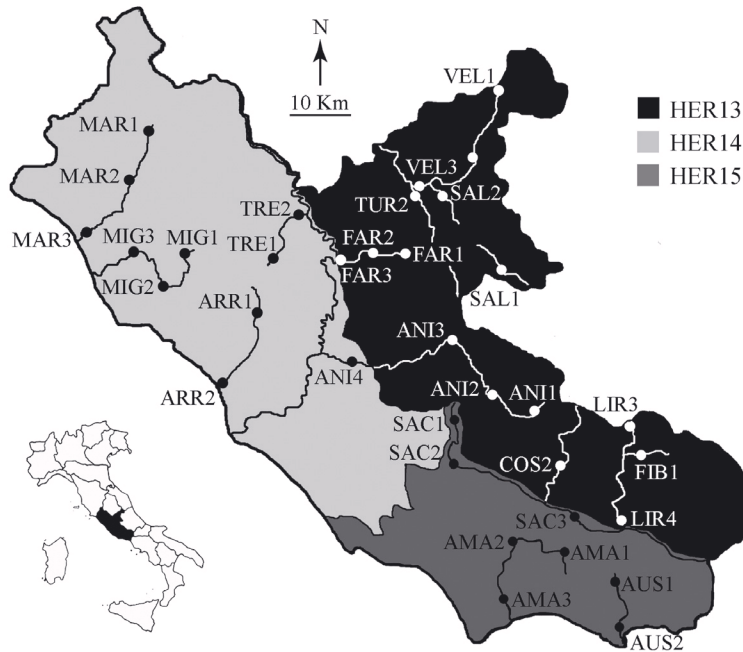 N
10 Km
VEL1
HER13
HER14
HER15
MAR1
MAR2
VEL3
SAL2
TUR2
TRE2
MAR3
MIG3
MIG1
TRE1
FAR2
FAR1
FAR3
MIG2
SAL1
ARR1
ANI3
ANI4
ARR2
ANI2
ANI1
LIR3
SAC1
SAC2
COS2
FIB1
SAC3
LIR4
AMA2
AMA1
AUS1
AMA3
AUS2